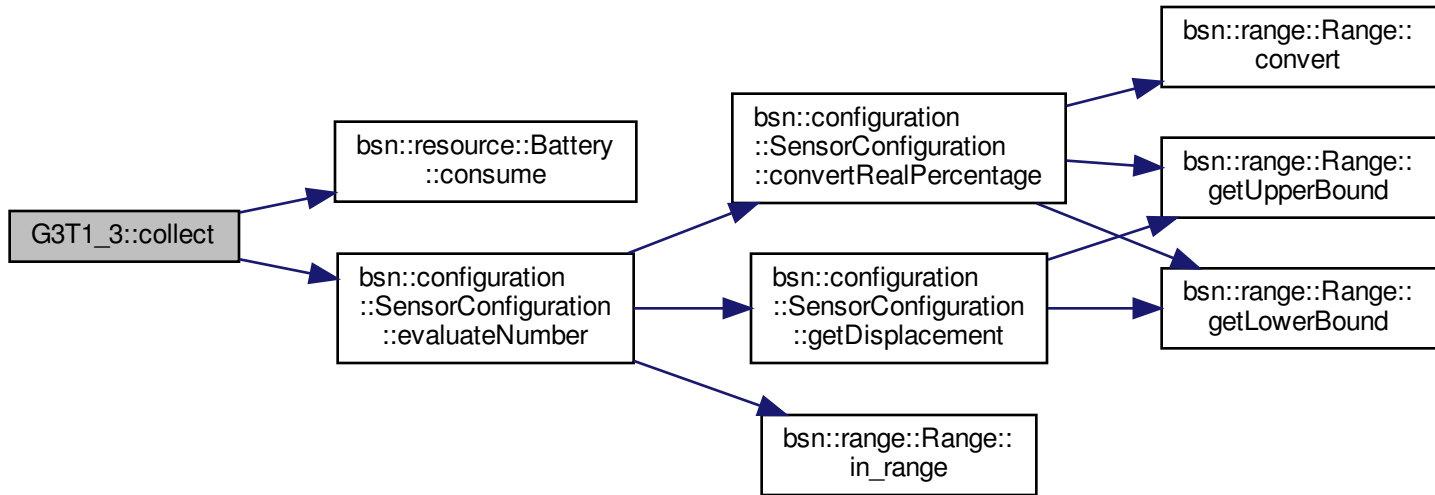 G3T1_3::collect
bsn::resource::Battery
::consume
bsn::configuration
::SensorConfiguration
::evaluateNumber
bsn::configuration
::SensorConfiguration
::convertRealPercentage
bsn::configuration
::SensorConfiguration
::getDisplacement
bsn::range::Range::
in_range
bsn::range::Range::
convert
bsn::range::Range::
getUpperBound
bsn::range::Range::
getLowerBound